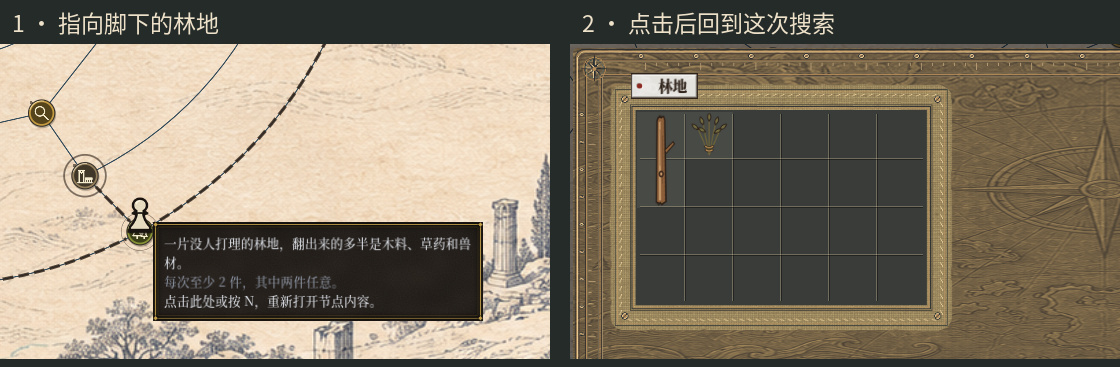 1 · 指向脚下的林地
2 · 点击后回到这次搜索
林地
一片没人打理的林地，翻出来的多半是木料、草药和兽
材。
每次至少 2 件，其中两件任意。
点击此处或按 N，重新打开节点内容。